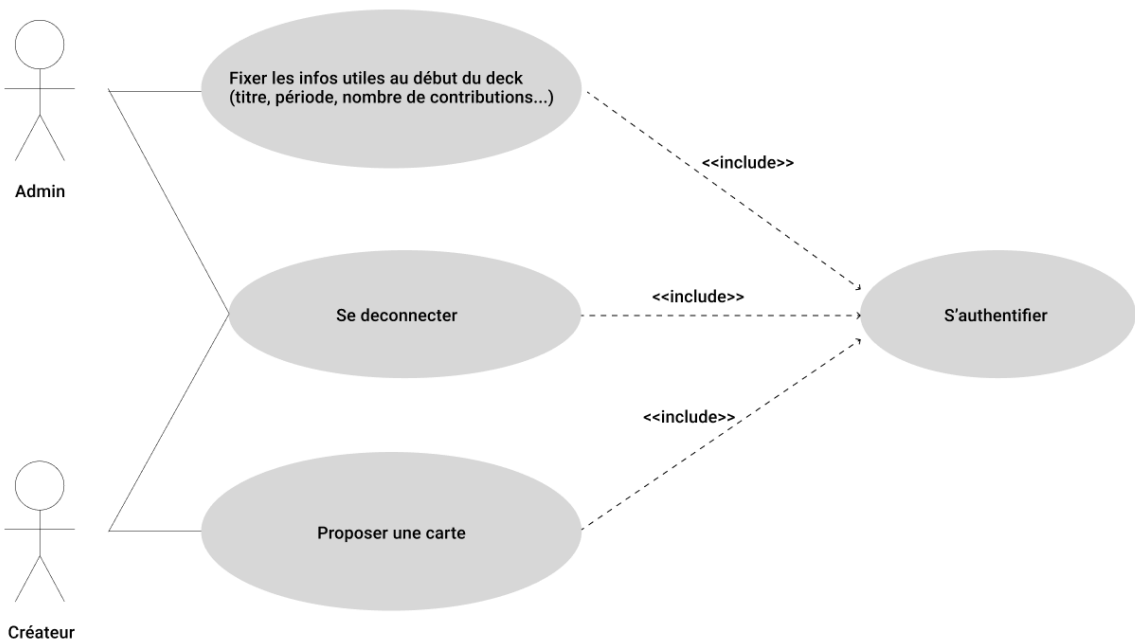 Fixer les infos utiles au début du deck
(titre, période, nombre de contributions...)
<<include>>
Admin
<<include>>
Se deconnecter
S'authentifier
<<include>>
Proposer une carte
Créateur